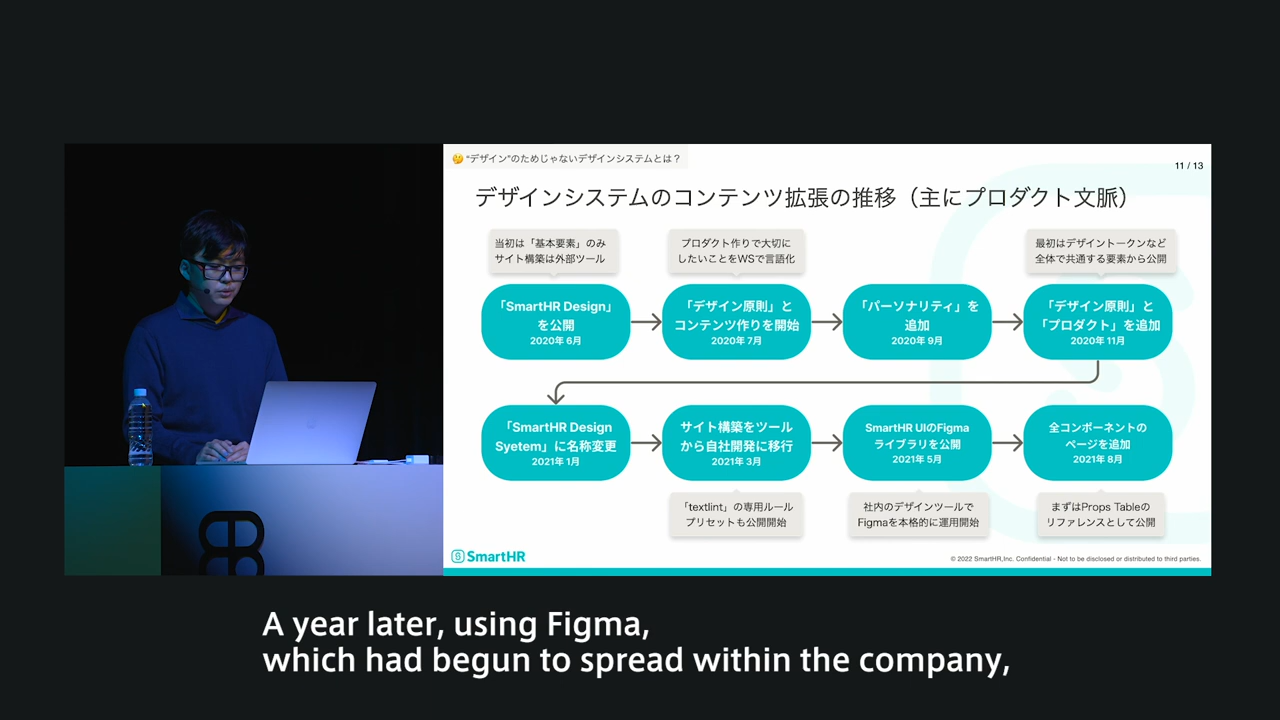 🤔 “デザイン”のためじゃないデザインシステムとは？
11 / 13
デザインシステムのコンテンツ拡張の推移（主にプロダクト文脈）
当初は「基本要素」のみ
サイト構築は外部ツール
プロダクト作りで大切に
したいことをWSで言語化
最初はデザイントークンなど
全体で共通する要素から公開
「SmartHR Design」
を公開
2020年 6月
「デザイン原則」と
コンテンツ作りを開始
2020年 7月
「パーソナリティ」を
追加
2020年 9月
「デザイン原則」と
「プロダクト」を追加
2020年 11月
「SmartHR Design
Syetem」に名称変更
2021年 1月
サイト構築をツール
から自社開発に移行
2021年 3月
SmartHR UIのFigma
ライブラリを公開
2021年 5月
全コンポーネントの
ページを追加
2021年 8月
「textlint」の専用ルール
プリセットも公開開始
社内のデザインツールで
Figmaを本格的に運用開始
まずはProps Tableの
リファレンスとして公開
SmartHR
© 2022 SmartHR,Inc. Confidential - Not to be disclosed or distributed to third parties.
A year later, using Figma,
which had begun to spread within the company,